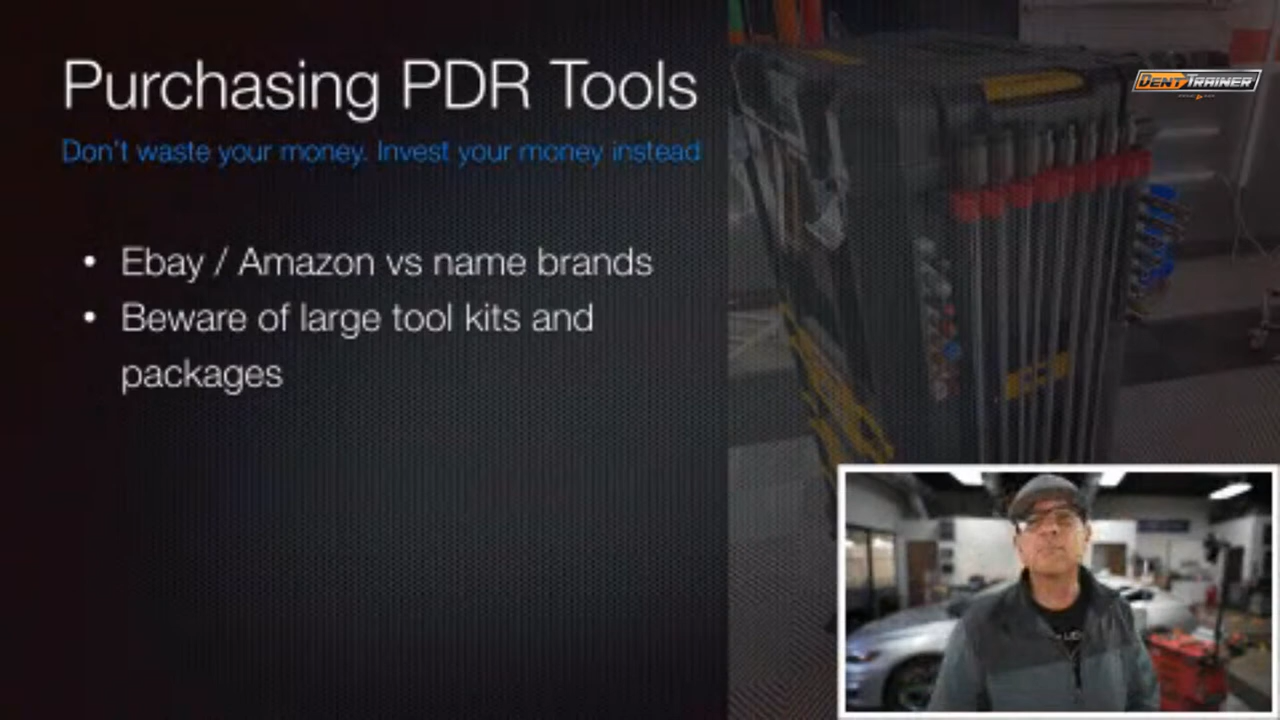 Purchasing PDR Tools
DENT TRAINER
Don't waste your money. Invest your money instead
• Ebay / Amazon vs name brands
• Beware of large tool kits and
packages